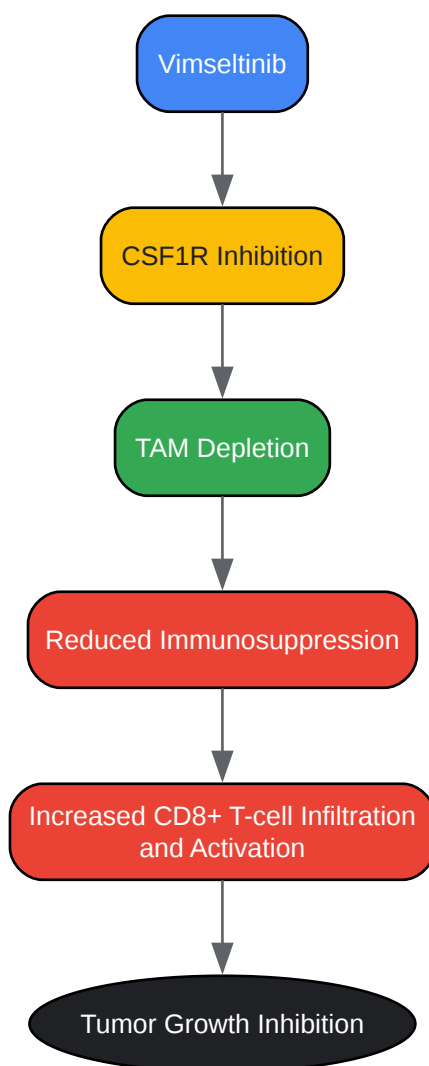 Vimseltinib
CSF1R Inhibition
TAM Depletion
Reduced Immunosuppression
Increased CD8+ T-cell Infiltration
and Activation
Tumor Growth Inhibition